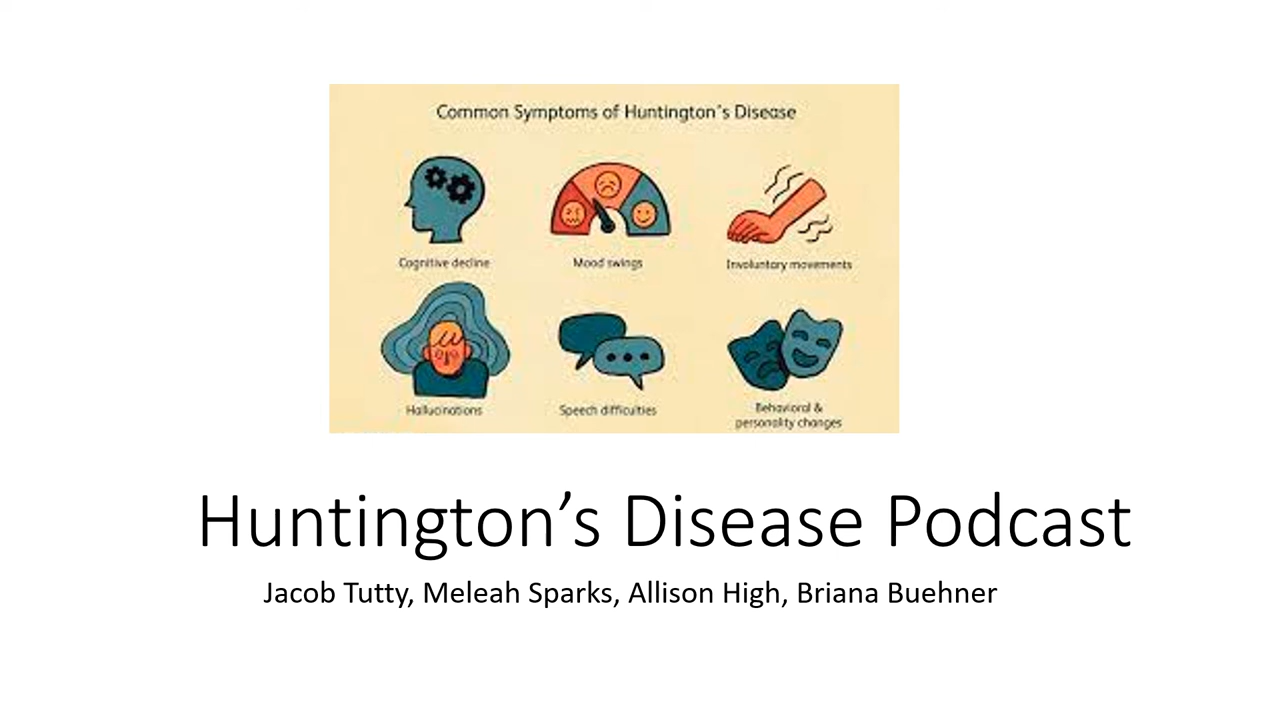 Common Symptoms of Huntington's Disease
Cognitive decline
Mood swings
Involuntary movements
Hallucinations
Speech difficulties
Behavioral &
personality changes
Huntington’s Disease Podcast
Jacob Tutty, Meleah Sparks, Allison High, Briana Buehner